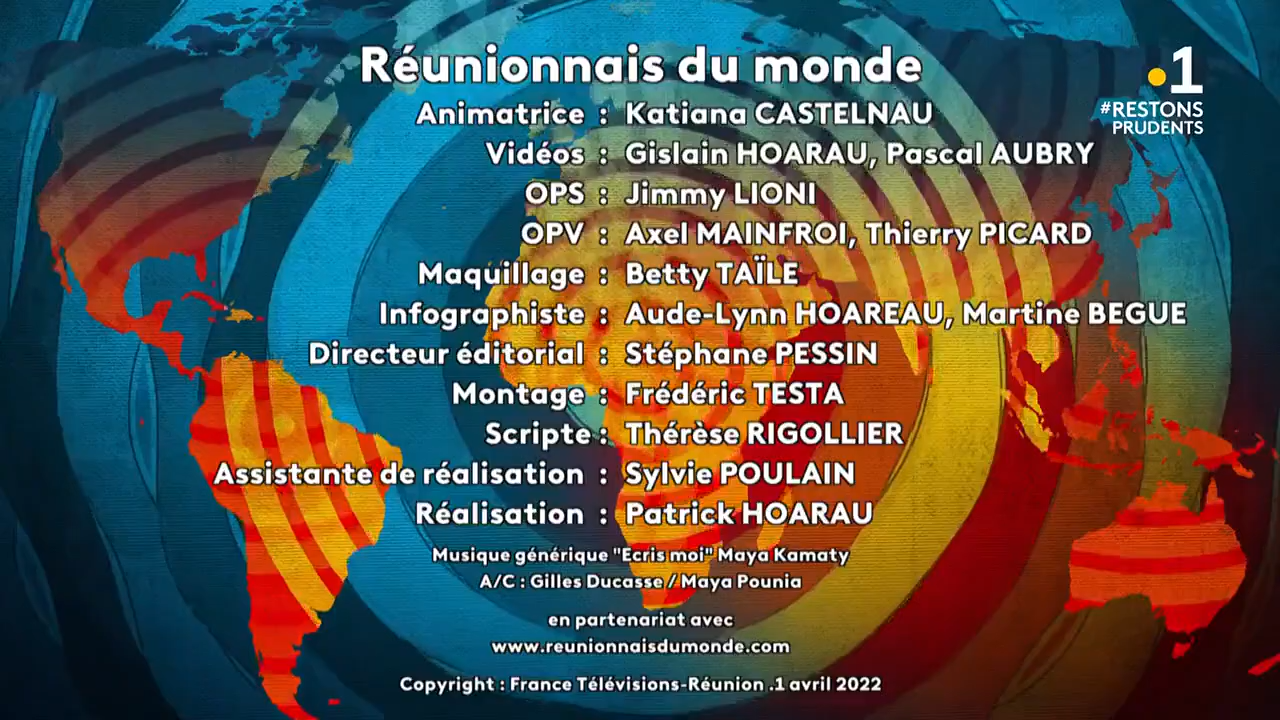 Réunionnais du monde
.1
#RESTONS
PRUDENTS
Animatrice : Katiana CASTELNAU
Vidéos : Gislain HOARAU, Pascal AUBRY
OPS : Jimmy LIONI
OPV : Axel MAINFROI, Thierry PICARD
Maquillage : Betty TAÏLE
Infographiste : Aude-Lynn HOAREAU, Martine BEGUE
Directeur éditorial : Stéphane PESSIN
Montage : Frédéric TESTA
Scripte : Thérèse RIGOLLIER
Assistante de réalisation : Sylvie POULAIN
Réalisation : Patrick HOARAU
Musique générique "Ecris moi" Maya Kamaty
A/C : Gilles Ducasse / Maya Pounia
en partenariat avec
www.reunionnaisdumonde.com
Copyright : France Télévisions-Réunion .1 avril 2022